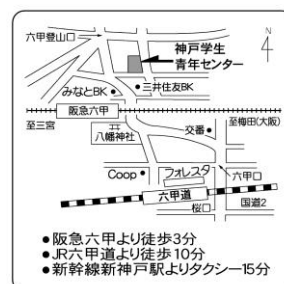 六甲登山口
神戸学生
青年センター
N
みなとBK
三井住友BK
阪急六甲
至三宮
八幡神社
交番
至梅田(大阪)
Coop
フォレスタ
六甲口
六甲道
桜口
国道2
●阪急六甲より徒歩3分
●JR六甲道より徒歩10分
●新幹線新神戸駅よりタクシー15分